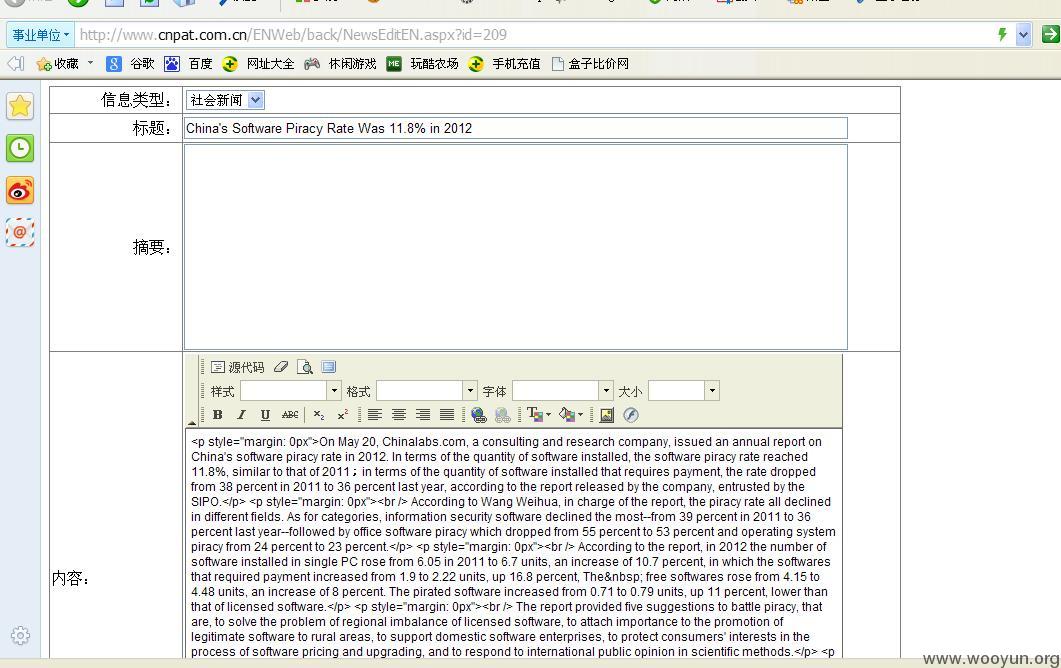 事业单位 http://www.cnpat.com.cn/ENWeb/back/NewsEditEN.aspx?id=209
收藏 谷歌 百度 网址大全 休闲游戏 玩酷农场 手机充值 盒子比价网
信息类型： 社会新闻
标题： China's Software Piracy Rate Was 11.8% in 2012
摘要：
源代码
样式 格式 字体 大小
B I U ABC x₂ x²
内容：
<p style="margin: 0px">On May 20, Chinalabs.com, a consulting and research company, issued an annual report on
China's software piracy rate in 2012. In terms of the quantity of software installed, the software piracy rate reached
11.8%, similar to that of 2011；in terms of the quantity of software installed that requires payment, the rate dropped
from 38 percent in 2011 to 36 percent last year, according to the report released by the company, entrusted by the
SIPO.</p> <p style="margin: 0px"><br /> According to Wang Weihua, in charge of the report, the piracy rate all declined
in different fields. As for categories, information security software declined the most--from 39 percent in 2011 to 36
percent last year--followed by office software piracy which dropped from 55 percent to 53 percent and operating system
piracy from 24 percent to 23 percent.</p> <p style="margin: 0px"><br /> According to the report, in 2012 the number of
software installed in single PC rose from 6.05 in 2011 to 6.7 units, an increase of 10.7 percent, in which the softwares
that required payment increased from 1.9 to 2.22 units, up 16.8 percent, The&nbsp; free softwares rose from 4.15 to
4.48 units, an increase of 8 percent. The pirated software increased from 0.71 to 0.79 units, up 11 percent, lower than
that of licensed software.</p> <p style="margin: 0px"><br /> The report provided five suggestions to battle piracy, that
are, to solve the problem of regional imbalance of licensed software, to attach importance to the promotion of
legitimate software to rural areas, to support domestic software enterprises, to protect consumers' interests in the
process of software pricing and upgrading, and to respond to international public opinion in scientific methods.</p> <p
www.wooyun.org